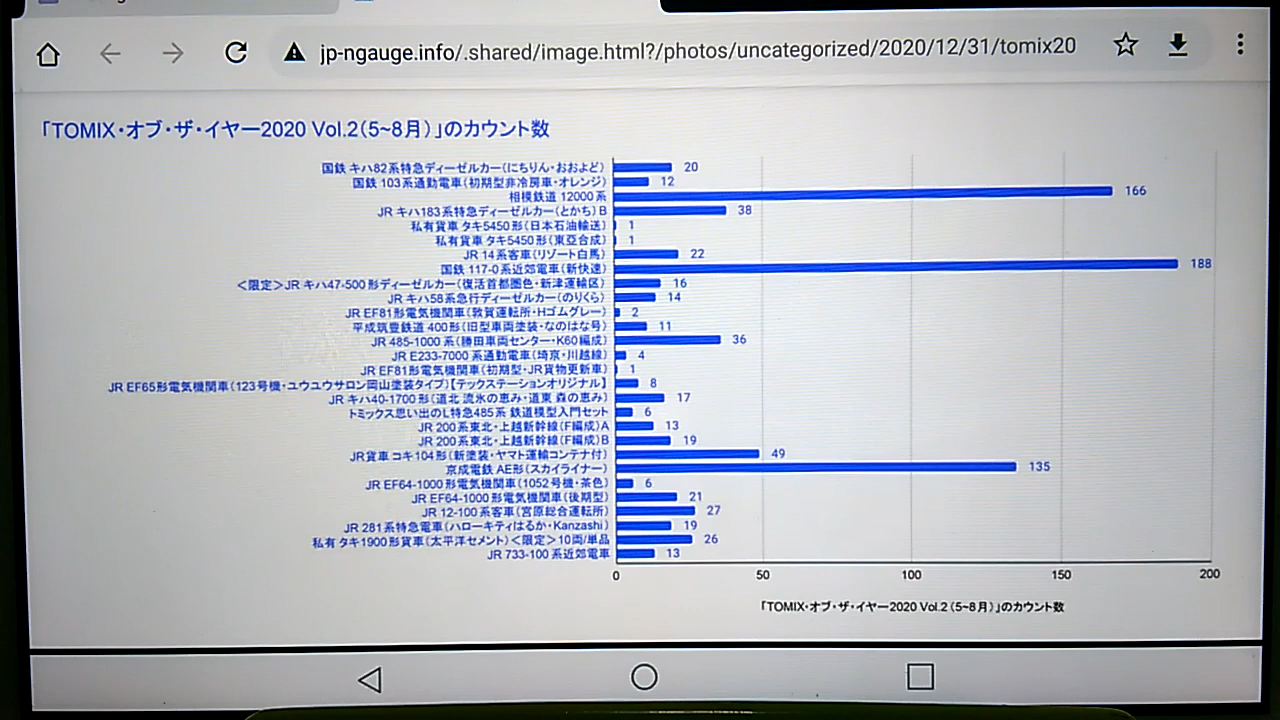 jp-ngauge.info/.shared/image.html?/photos/uncategorized/2020/12/31/tomix20
「TOMIX・オブ・ザ・イヤー2020 Vol.2(5~8月)」のカウント数
国鉄 キハ82系特急ディーゼルカー(にちりん・おおよど) 20
国鉄 103系通勤電車(初期型非冷房車・オレンジ) 12
相模鉄道 12000系 166
JR キハ183系特急ディーゼルカー(とかち)B 38
私有貨車 タキ5450形(日本石油輸送) 1
私有貨車 タキ5450形(東亞合成) 1
JR 14系客車(リゾート白馬) 22
国鉄 117-0系近郊電車(新快速) 188
<限定>JR キハ47-500形ディーゼルカー(復活首都圏色・新津運輸区) 16
JR キハ58系急行ディーゼルカー(のりくら) 14
JR EF81形電気機関車(敦賀運転所・Hゴムグレー) 2
平成筑豊鉄道 400形(旧型車両塗装・なのはな号) 11
JR 485-1000系(勝田車両センター・K60編成) 36
JR E233-7000系通勤電車(埼京・川越線) 4
JR EF81形電気機関車(初期型・JR貨物更新車) 1
JR EF65形電気機関車(123号機・ユウユウサロン岡山塗装タイプ)【テックステーションオリジナル】 8
JR キハ40-1700形(道北 流氷の恵み・道東 森の恵み) 17
トミックス思い出のL特急485系 鉄道模型入門セット 6
JR 200系東北・上越新幹線(F編成)A 13
JR 200系東北・上越新幹線(F編成)B 19
JR貨車 コキ104形(新塗装・ヤマト運輸コンテナ付) 49
京成電鉄 AE形(スカイライナー) 135
JR EF64-1000形電気機関車(1052号機・茶色) 6
JR EF64-1000形電気機関車(後期型) 21
JR 12-100系客車(宮原総合運転所) 27
JR 281系特急電車(ハローキティはるか・Kanzashi) 19
私有 タキ1900形貨車(太平洋セメント)<限定>10両/単品 26
JR 733-100系近郊電車 13
0 50 100 150 200
「TOMIX・オブ・ザ・イヤー2020 Vol.2(5~8月)」のカウント数